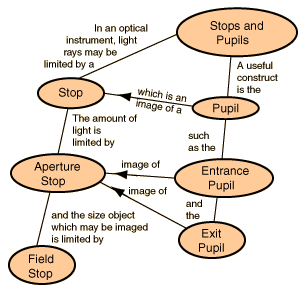 In an optical
instrument, light
rays may be
limited by a
Stops and
Pupils
A useful
construct
is the
Stop
which is an
image of a
Pupil
The amount of
light is
limited by
such
as the
Aperture
Stop
image of
Entrance
Pupil
image of
and
the
and the size object
which may be imaged
is limited by
Exit
Pupil
Field
Stop